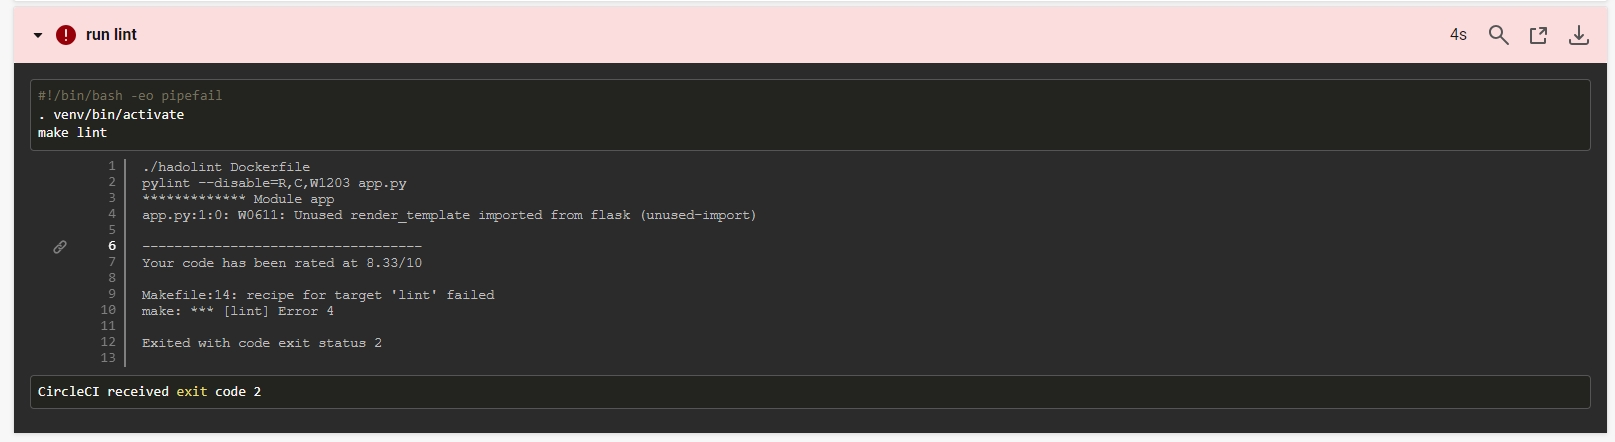 run lint
4s
#!/bin/bash -eo pipefail
. venv/bin/activate
make lint
1 ./hadolint Dockerfile
2 pylint --disable=R,C,W1203 app.py
3 ************* Module app
4 app.py:1:0: W0611: Unused render_template imported from flask (unused-import)
5
6 -----------------------------------
7 Your code has been rated at 8.33/10
8
9 Makefile:14: recipe for target 'lint' failed
10 make: *** [lint] Error 4
11
12 Exited with code exit status 2
13
CircleCI received exit code 2